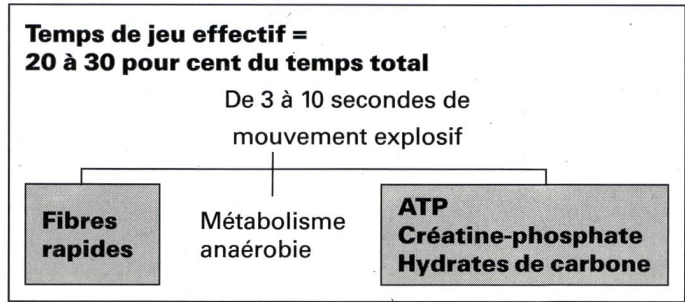 Temps de jeu effectif =
20 à 30 pour cent du temps total
De 3 à 10 secondes de
mouvement explosif
Fibres
rapides
Métabolisme
anaérobie
ATP
Créatine-phosphate
Hydrates de carbone